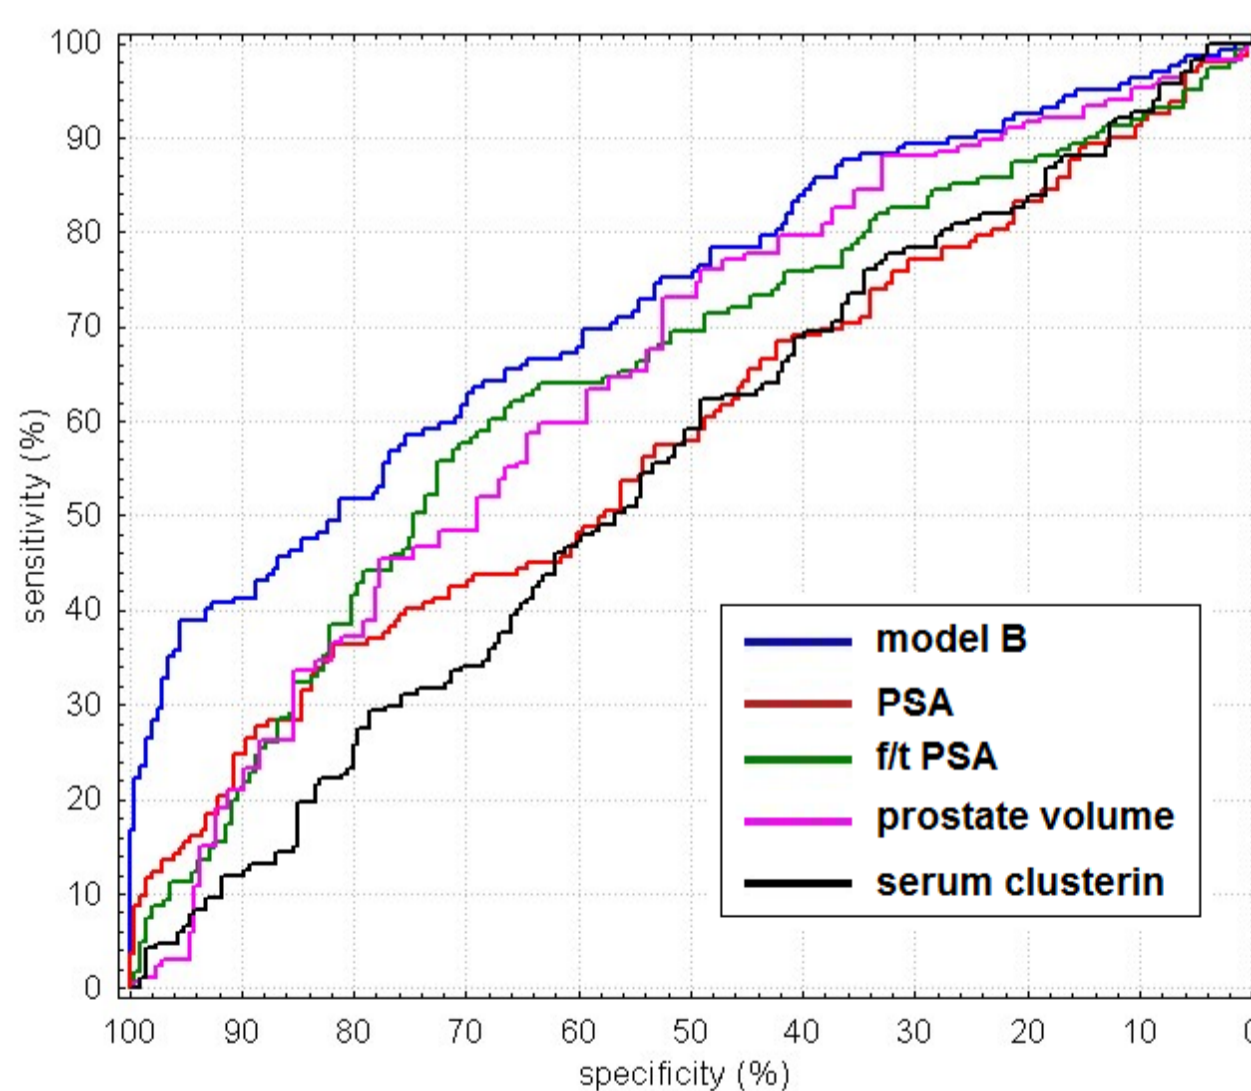 100
90
80
70
60
50
40
30
20
10
0
sensitivity (%)
model B
PSA
f/t PSA
prostate volume
serum clusterin
100 90 80 70 60 50 40 30 20 10 0
specificity (%)